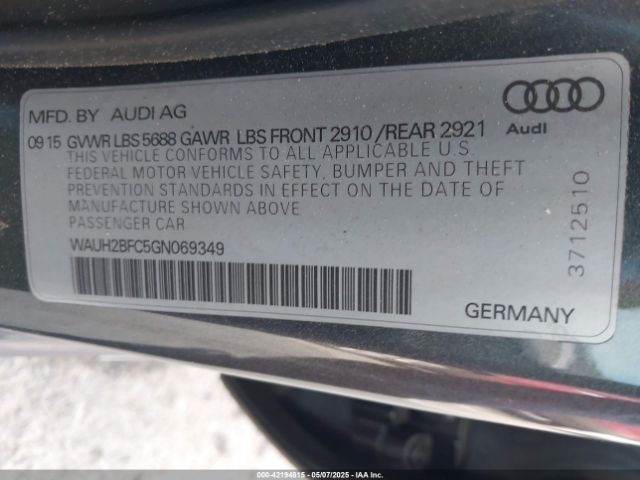 MFD. BY AUDI AG
09 15 GVWR LBS 5688 GAWR LBS FRONT 2910 /REAR 2921
THIS VEHICLE CONFORMS TO ALL APPLICABLE U.S.
FEDERAL MOTOR VEHICLE SAFETY, BUMPER AND THEFT
PREVENTION STANDARDS IN EFFECT ON THE DATE OF
MANUFACTURE SHOWN ABOVE
PASSENGER CAR
WAUH2BFC5GN069349
Audi
3712510
GERMANY
000-42194815 - 05/07/2025 - IAAI.COM